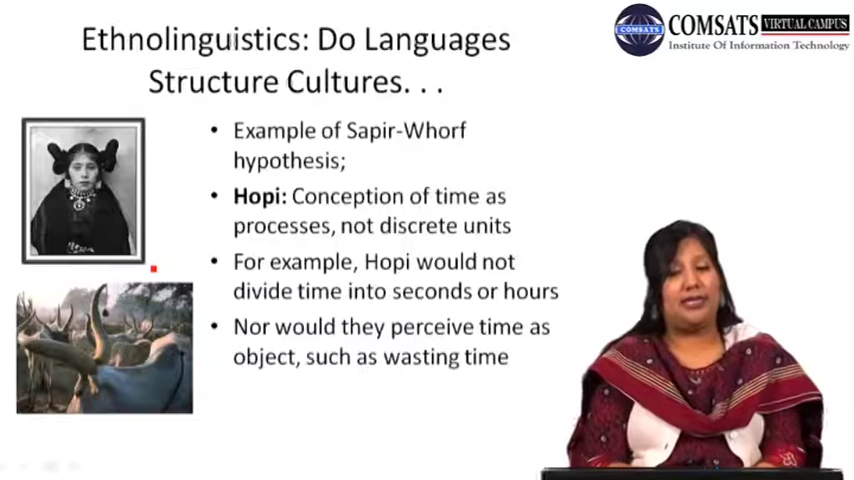 Ethnolinguistics: Do Languages
Structure Cultures. . .
COMSATS
COMSATS VIRTUAL CAMPUS
Institute Of Information Technology
• Example of Sapir-Whorf
hypothesis;
• Hopi: Conception of time as
processes, not discrete units
• For example, Hopi would not
divide time into seconds or hours
• Nor would they perceive time as
object, such as wasting time